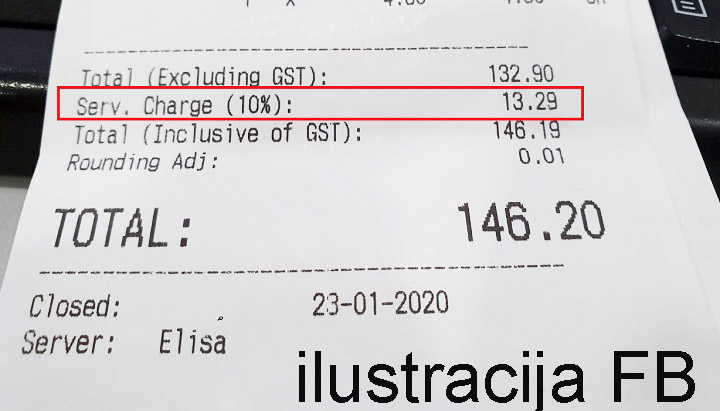 Total (Excluding GST): 132.90
Serv. Charge (10%): 13.29
Total (Inclusive of GST): 146.19
Rounding Adj: 0.01
TOTAL: 146.20
Closed: 23-01-2020
Server: Elisa
ilustracija FB